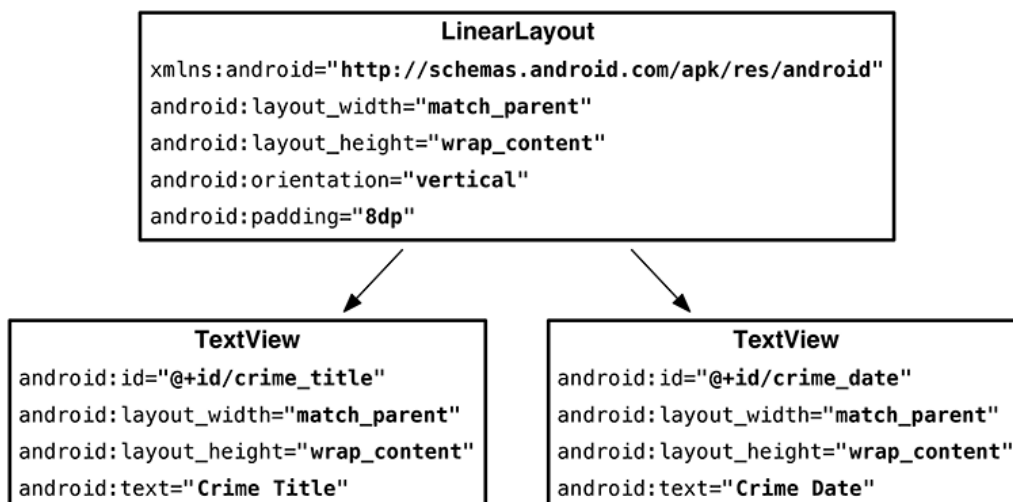 LinearLayout
xmlns:android="http://schemas.android.com/apk/res/android"
android:layout_width="match_parent"
android:layout_height="wrap_content"
android:orientation="vertical"
android:padding="8dp"
TextView
android:id="@+id/crime_title"
android:layout_width="match_parent"
android:layout_height="wrap_content"
android:text="Crime Title"
TextView
android:id="@+id/crime_date"
android:layout_width="match_parent"
android:layout_height="wrap_content"
android:text="Crime Date"